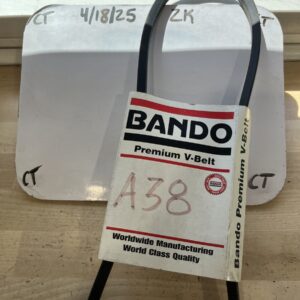 CT 4/18/25 ZK CT
BANDO
Premium V-Belt
A38
Worldwide Manufacturing
World Class Quality
Bando Premium V-Belt
CT CT